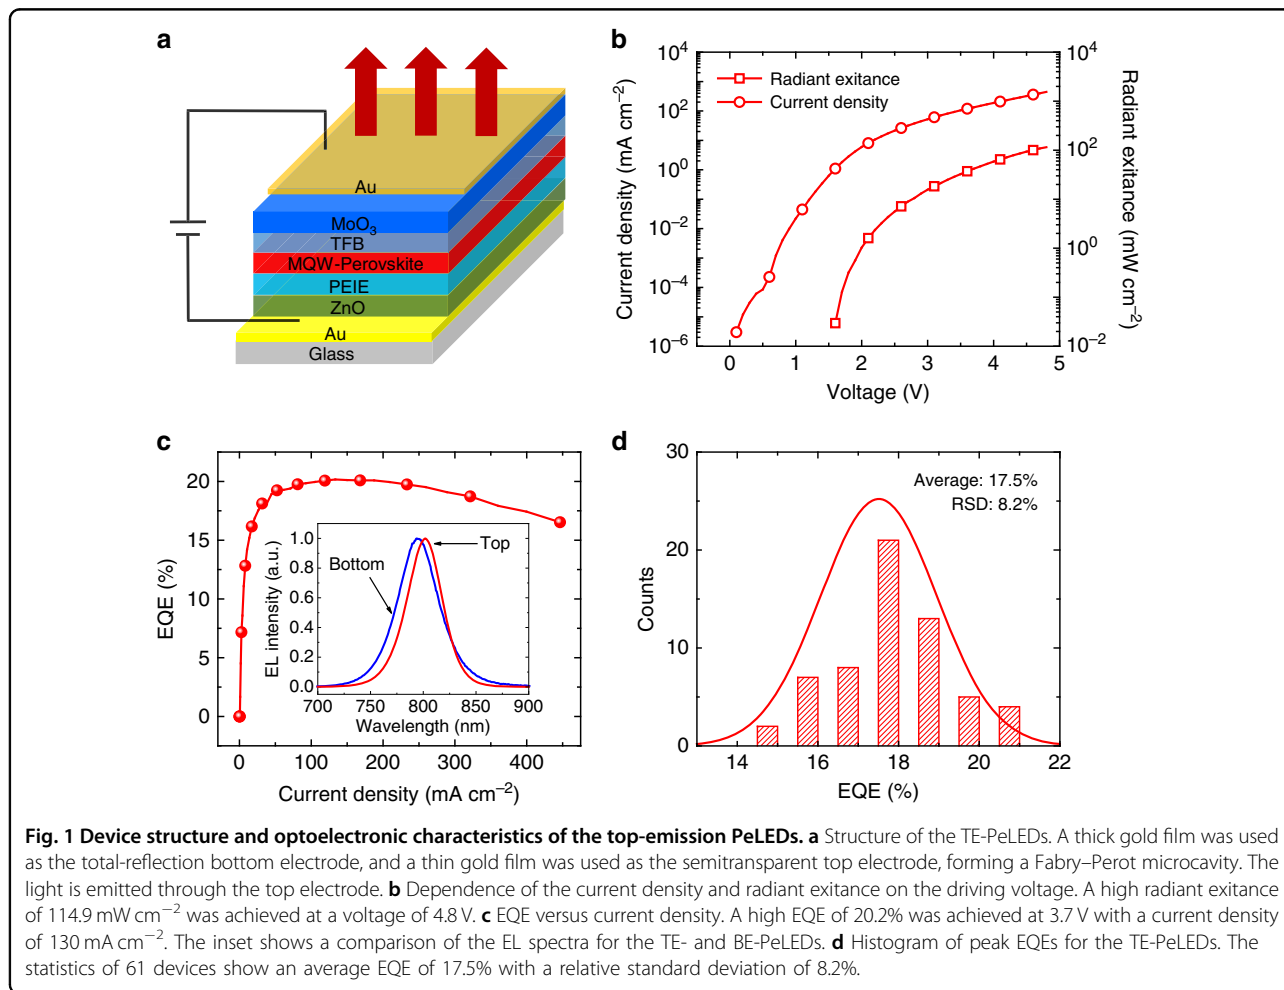 a
Au
MoO₃
TFB
MQW-Perovskite
PEIE
ZnO
Au
Glass
b
10⁴
10²
10⁰
10⁻²
10⁻⁴
10⁻⁶
Current density (mA cm⁻²)
Radiant exitance
Current density
10⁴
10²
10⁰
10⁻²
Radiant exitance (mW cm⁻²)
0 1 2 3 4 5
Voltage (V)
c
20
15
10
5
0
EQE (%)
0 100 200 300 400
Current density (mA cm⁻²)
1.0
0.8
0.6
0.4
0.2
0.0
EL intensity (a.u.)
Top
Bottom
700 750 800 850 900
Wavelength (nm)
d
30
20
10
0
Counts
Average: 17.5%
RSD: 8.2%
14 16 18 20 22
EQE (%)
Fig. 1 Device structure and optoelectronic characteristics of the top-emission PeLEDs. a Structure of the TE-PeLEDs. A thick gold film was used
as the total-reflection bottom electrode, and a thin gold film was used as the semitransparent top electrode, forming a Fabry–Perot microcavity. The
light is emitted through the top electrode. b Dependence of the current density and radiant exitance on the driving voltage. A high radiant exitance
of 114.9 mW cm⁻² was achieved at a voltage of 4.8 V. c EQE versus current density. A high EQE of 20.2% was achieved at 3.7 V with a current density
of 130 mA cm⁻². The inset shows a comparison of the EL spectra for the TE- and BE-PeLEDs. d Histogram of peak EQEs for the TE-PeLEDs. The
statistics of 61 devices show an average EQE of 17.5% with a relative standard deviation of 8.2%.